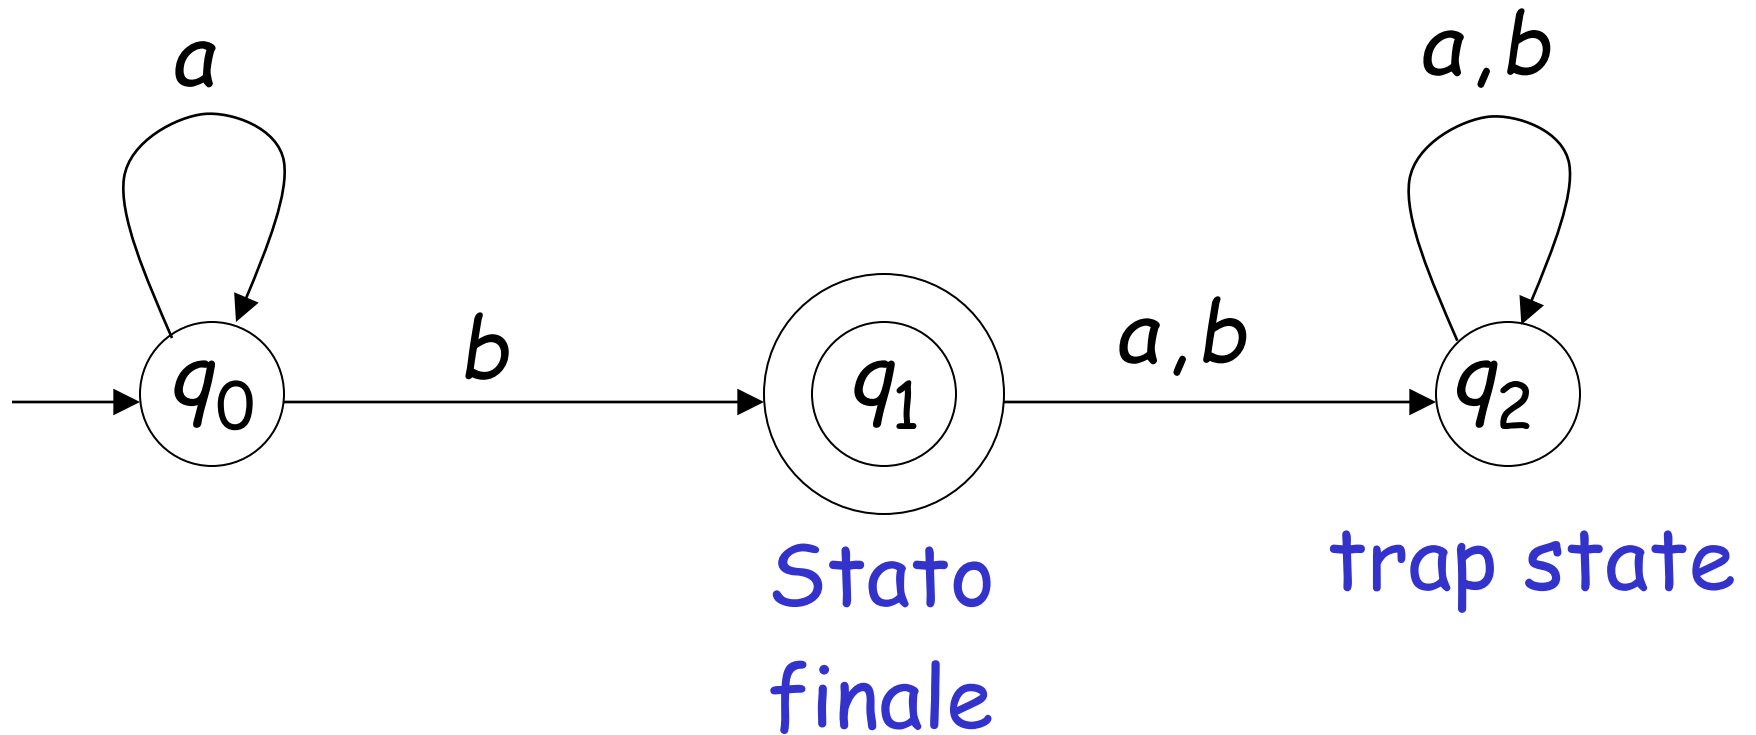 a
a,b
b
a,b
q0
q1
q2
Stato
finale
trap state